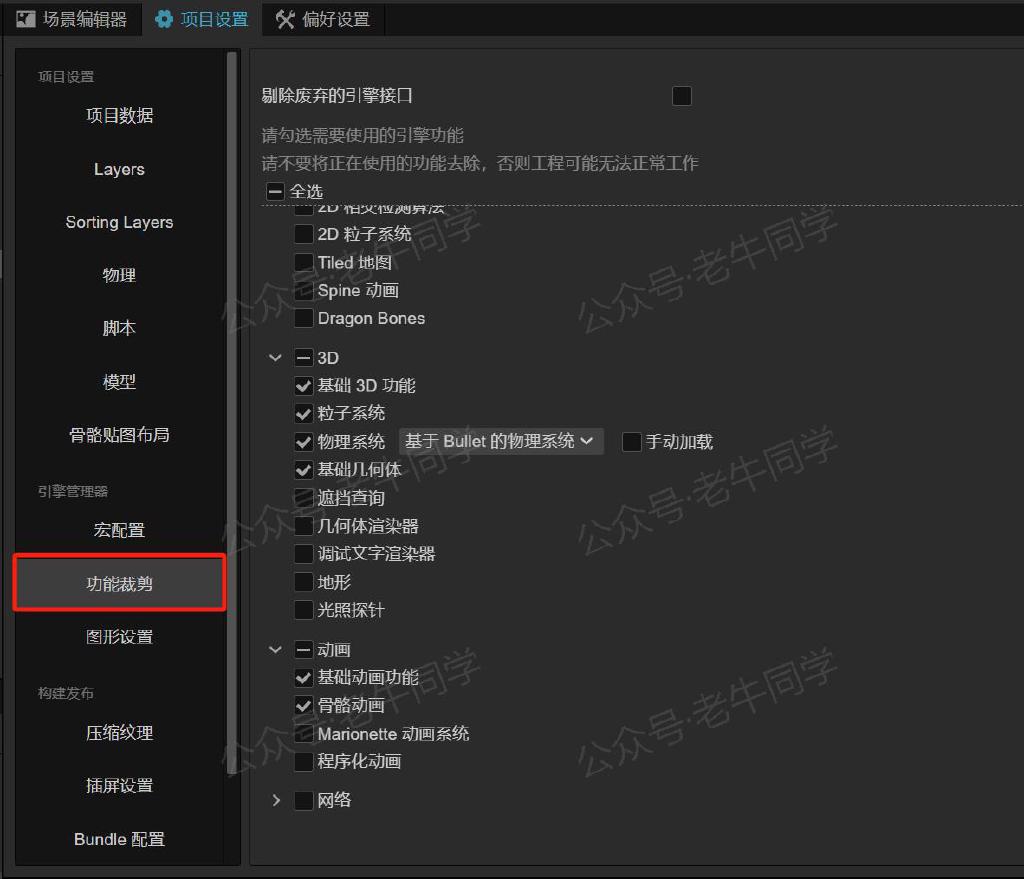 场景编辑器
项目设置
偏好设置
项目设置
项目数据
Layers
Sorting Layers
物理
脚本
模型
骨骼贴图布局
引擎管理器
宏配置
功能裁剪
图形设置
构建发布
压缩纹理
插屏设置
Bundle 配置
剔除废弃的引擎接口
请勾选需要使用的引擎功能
请不要将正在使用的功能去除，否则工程可能无法正常工作
全选
2D 相交检测算法
2D 粒子系统
Tiled 地图
Spine 动画
Dragon Bones
3D
基础 3D 功能
粒子系统
物理系统 基于 Bullet 的物理系统 手动加载
基础几何体
遮挡查询
几何体渲染器
调试文字渲染器
地形
光照探针
动画
基础动画功能
骨骼动画
Marionette 动画系统
程序化动画
网络
公众号·老牛同学
公众号·老牛同学
公众号·老牛同学
公众号·老牛同学
公众号·老牛同学
公众号·老牛同学